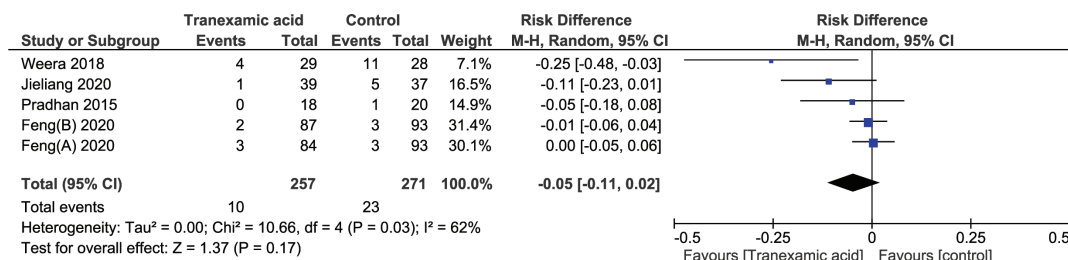 Tranexamic acid Control Risk Difference Risk Difference
Study or Subgroup Events Total Events Total Weight M-H, Random, 95% CI M-H, Random, 95% CI
Weera 2018 4 29 11 28 7.1% -0.25 [-0.48, -0.03]
Jieliang 2020 1 39 5 37 16.5% -0.11 [-0.23, 0.01]
Pradhan 2015 0 18 1 20 14.9% -0.05 [-0.18, 0.08]
Feng(B) 2020 2 87 3 93 31.4% -0.01 [-0.06, 0.04]
Feng(A) 2020 3 84 3 93 30.1% 0.00 [-0.05, 0.06]
Total (95% CI) 257 271 100.0% -0.05 [-0.11, 0.02]
Total events 10 23
Heterogeneity: Tau² = 0.00; Chi² = 10.66, df = 4 (P = 0.03); I² = 62%
Test for overall effect: Z = 1.37 (P = 0.17)
-0.5 -0.25 0 0.25 0.5
Favours [Tranexamic acid] Favours [control]